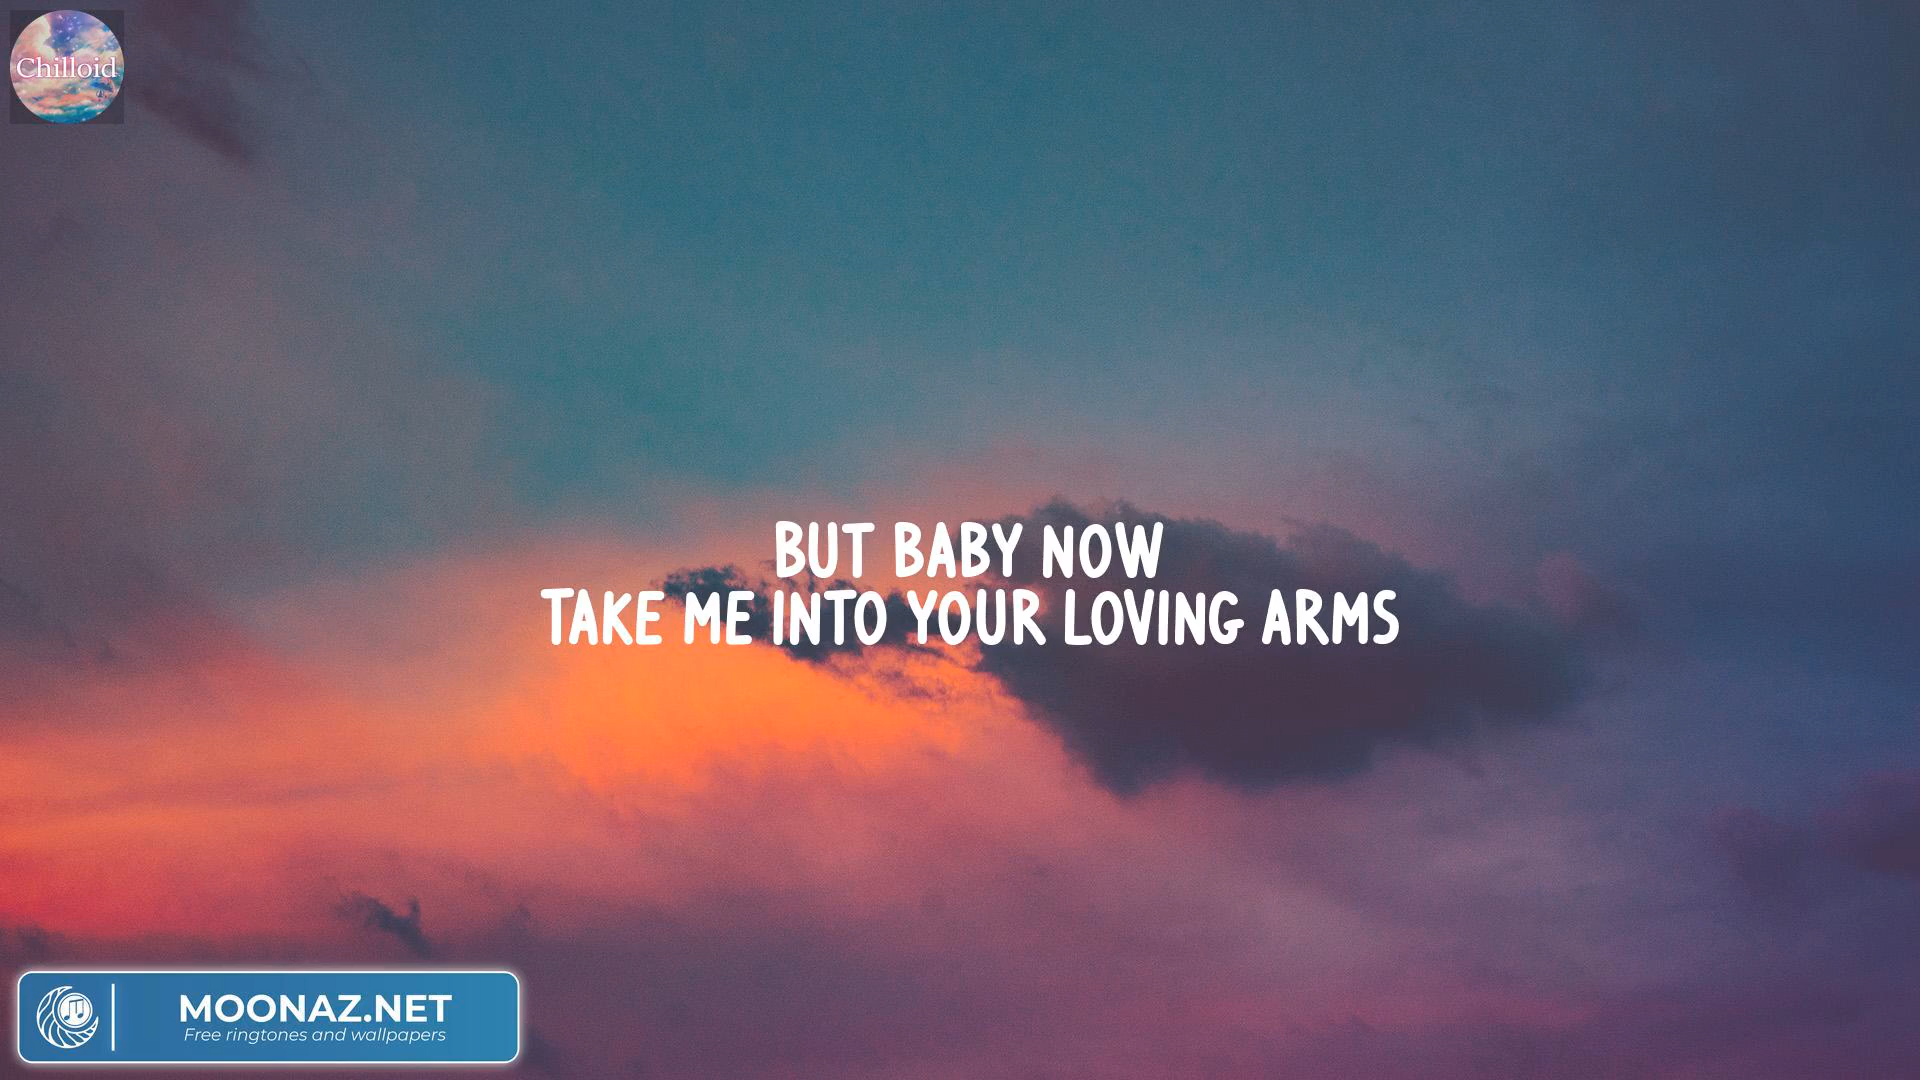 Chilloid
BUT BABY NOW
TAKE ME INTO YOUR LOVING ARMS
MOONAZ.NET
Free ringtones and wallpapers